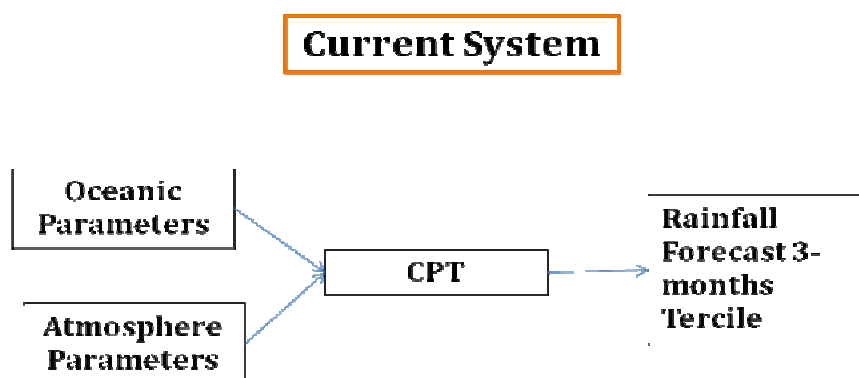 Current System
Oceanic
Parameters
Atmosphere
Parameters
CPT
Rainfall
Forecast 3-
months
Tercile